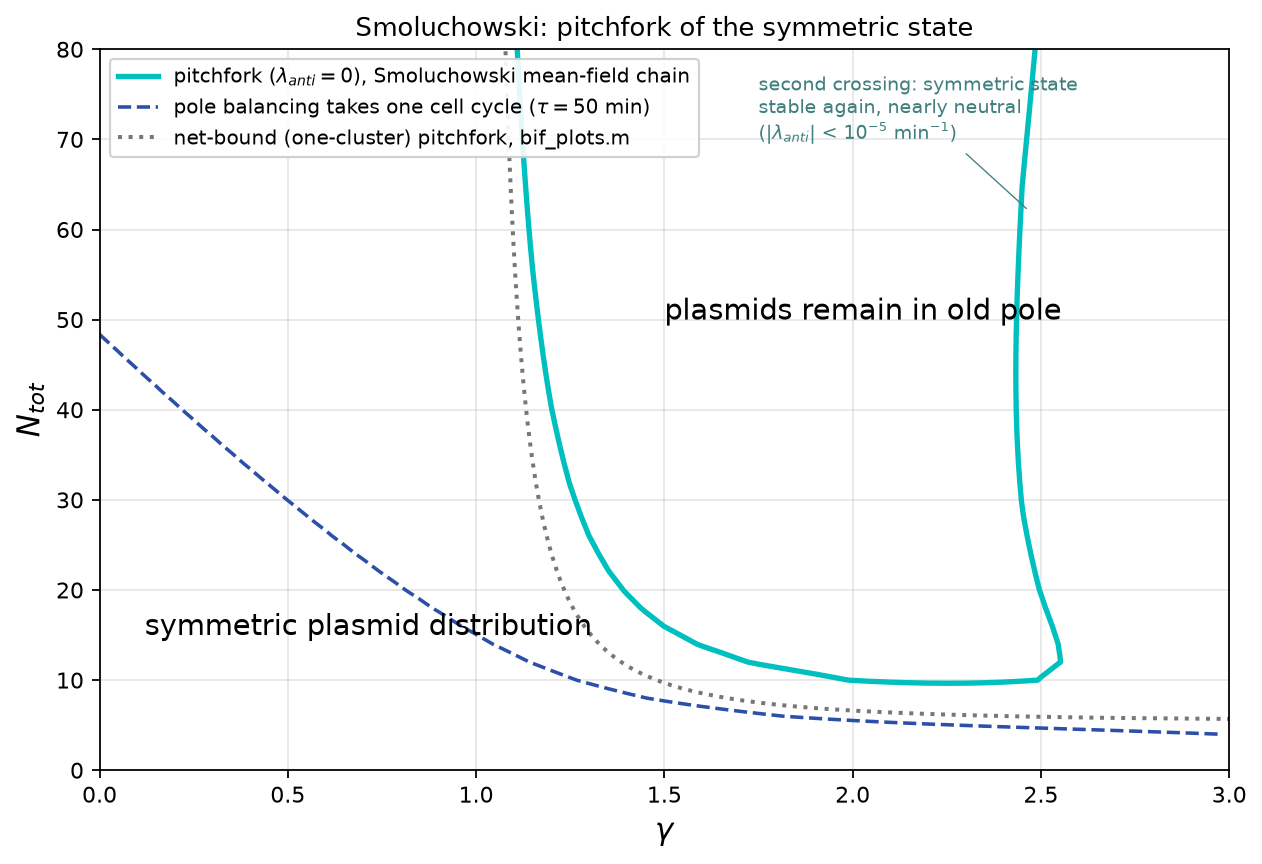 Smoluchowski: pitchfork of the symmetric state
pitchfork (λ_anti = 0), Smoluchowski mean-field chain
pole balancing takes one cell cycle (τ = 50 min)
net-bound (one-cluster) pitchfork, bif_plots.m
second crossing: symmetric state
stable again, nearly neutral
(|λ_anti| < 10⁻⁵ min⁻¹)
plasmids remain in old pole
symmetric plasmid distribution
N_tot
80
70
60
50
40
30
20
10
0
0.0 0.5 1.0 1.5 2.0 2.5 3.0
γ